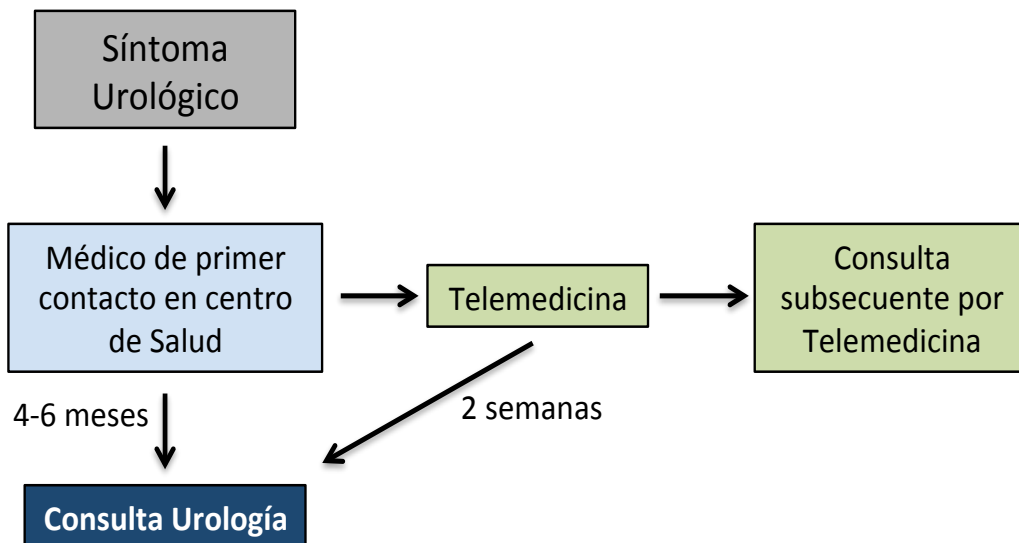 Síntoma
Urológico
Médico de primer
contacto en centro
de Salud
Telemedicina
Consulta
subsecuente por
Telemedicina
4-6 meses
2 semanas
Consulta Urología